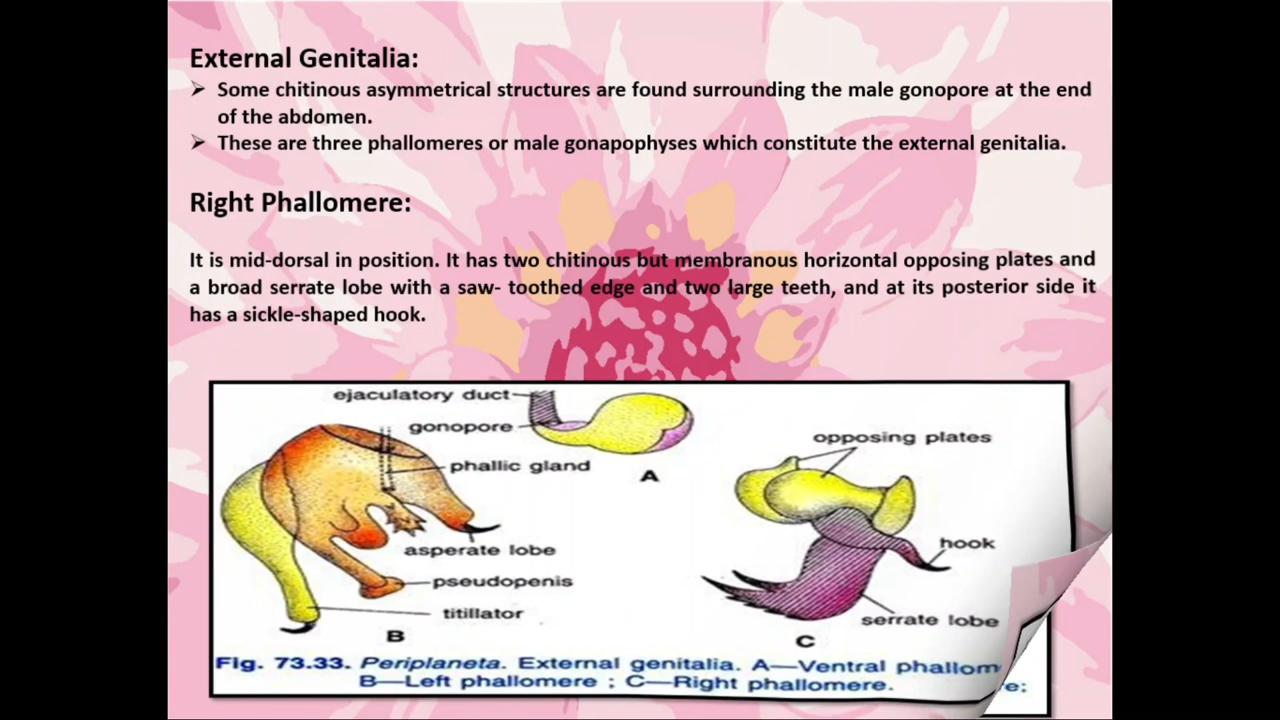 External Genitalia:
➢ Some chitinous asymmetrical structures are found surrounding the male gonopore at the end
of the abdomen.
➢ These are three phallomeres or male gonapophyses which constitute the external genitalia.
Right Phallomere:
It is mid-dorsal in position. It has two chitinous but membranous horizontal opposing plates and
a broad serrate lobe with a saw- toothed edge and two large teeth, and at its posterior side it
has a sickle-shaped hook.
ejaculatory duct
gonopore
phallic gland
A
opposing plates
hook
asperate lobe
pseudopenis
titillator
serrate lobe
B
C
Fig. 73.33. Periplaneta. External genitalia. A—Ventral phallom
B—Left phallomere ; C—Right phallomere. re;